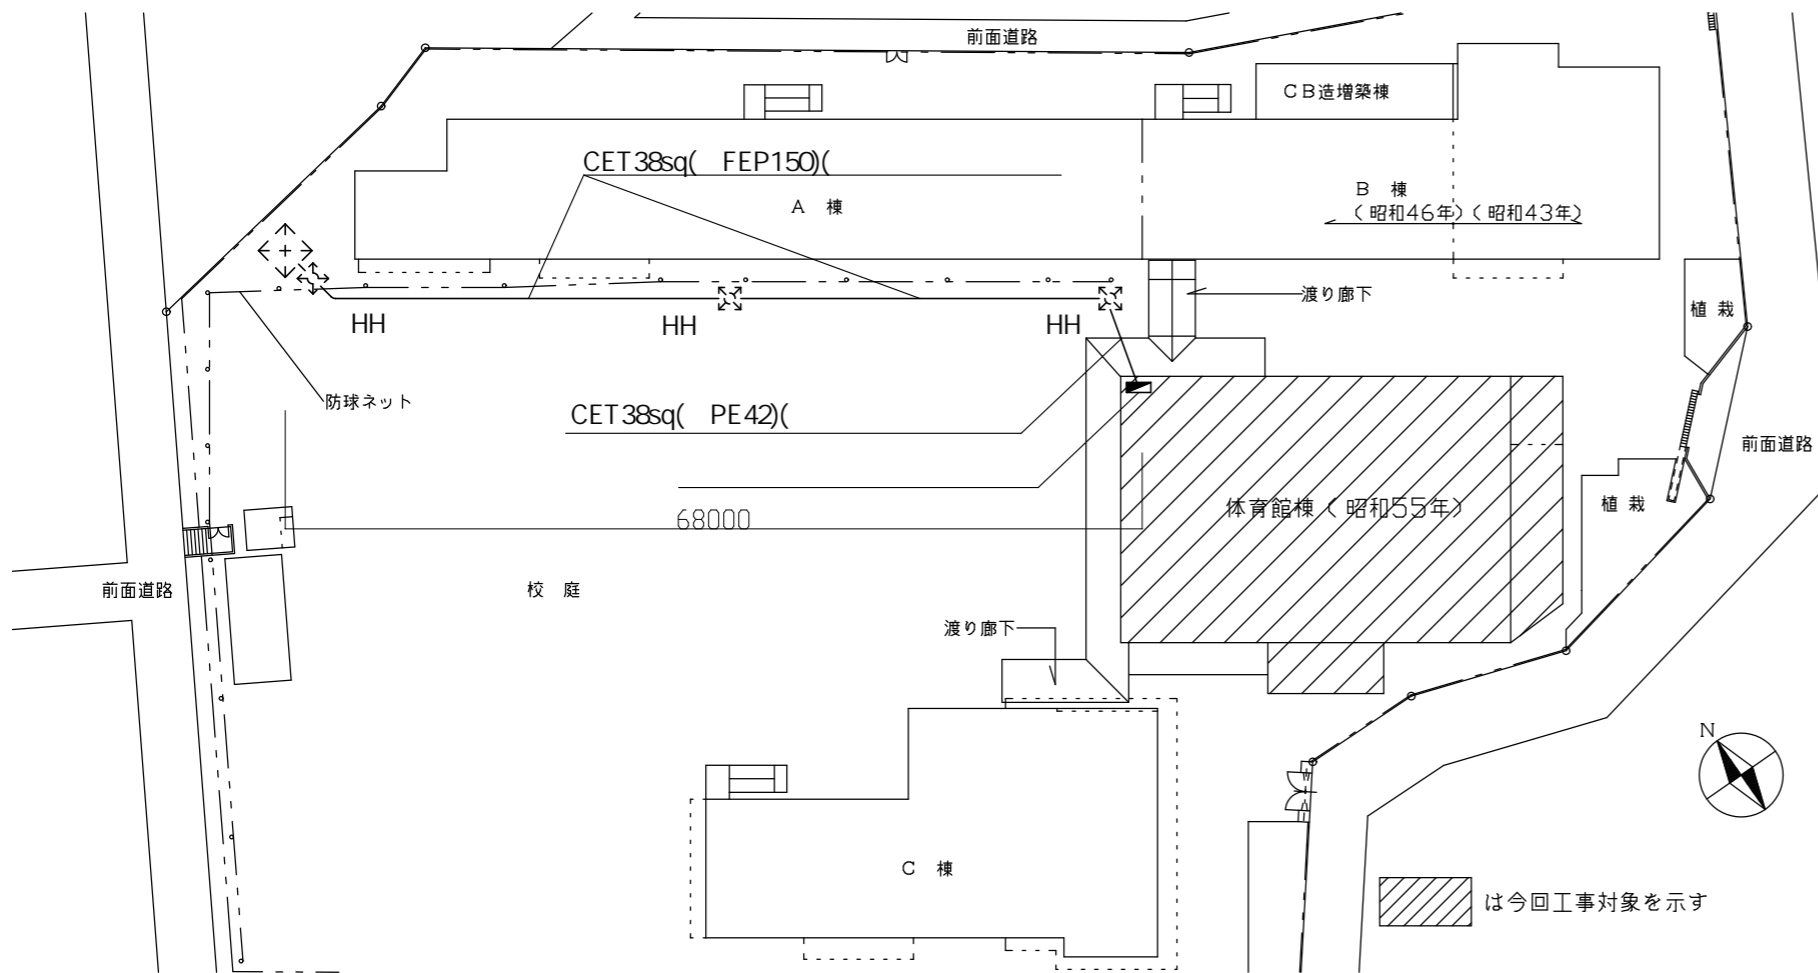 前面道路
CB造増築棟
CET38sq( FEP150)(
B 棟
(昭和46年)(昭和43年)
A 棟
渡り廊下
植 栽
HH
HH
HH
防球ネット
CET38sq( PE42)(
前面道路
植 栽
体育館棟(昭和55年)
68000
前面道路
校 庭
渡り廊下
N
C 棟
は今回工事対象を示す